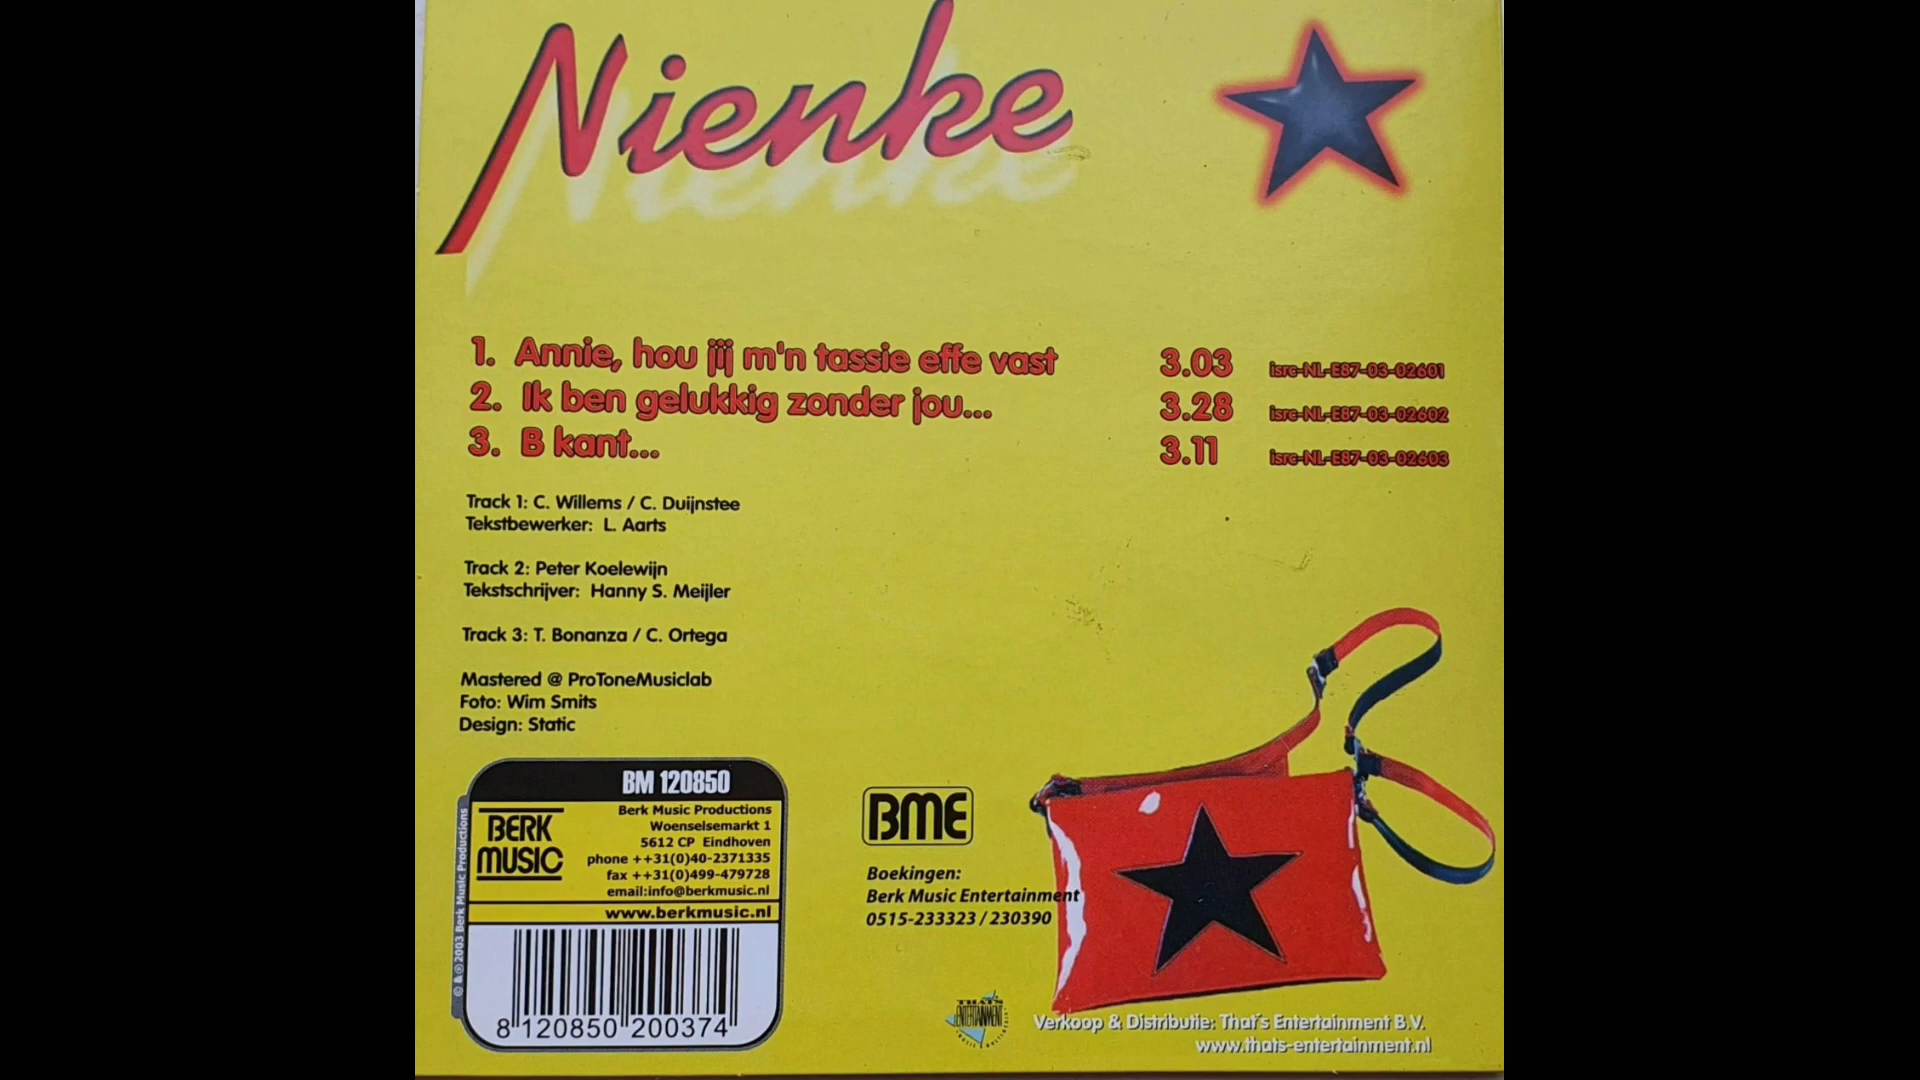 Nienke
1. Annie, hou jij m'n tassie effe vast 3.03 isrc-NL-E87-03-02601
2. Ik ben gelukkig zonder jou... 3.28 isrc-NL-E87-03-02602
3. B kant... 3.11 isrc-NL-E87-03-02603
Track 1: C. Willems / C. Duijnstee
Tekstbewerker: L. Aarts
Track 2: Peter Koelewijn
Tekstschrijver: Hanny S. Meijler
Track 3: T. Bonanza / C. Ortega
Mastered @ ProToneMusiclab
Foto: Wim Smits
Design: Static
BM 120850
BERK
MUSIC
Berk Music Productions
Woenselsemarkt 1
5612 CP Eindhoven
phone ++31(0)40-2371335
fax ++31(0)499-479728
email:info@berkmusic.nl
www.berkmusic.nl
© & ℗ 2003 Berk Music Productions
8 120850 200374
BME
Boekingen:
Berk Music Entertainment
0515-233323 / 230390
THAT'S
ENTERTAINMENT
Verkoop & Distributie: That's Entertainment B.V.
www.thats-entertainment.nl